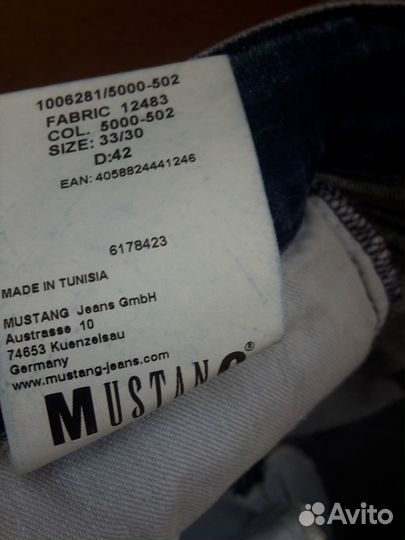 1006281/5000-502
FABRIC 12483
COL. 5000-502
SIZE: 33/30
D:42
EAN: 4058824441246
6178423
MADE IN TUNISIA
MUSTANG Jeans GmbH
Austrasse 10
74653 Kuenzelsau
Germany
www.mustang-jeans.com
MUSTANG®
Avito